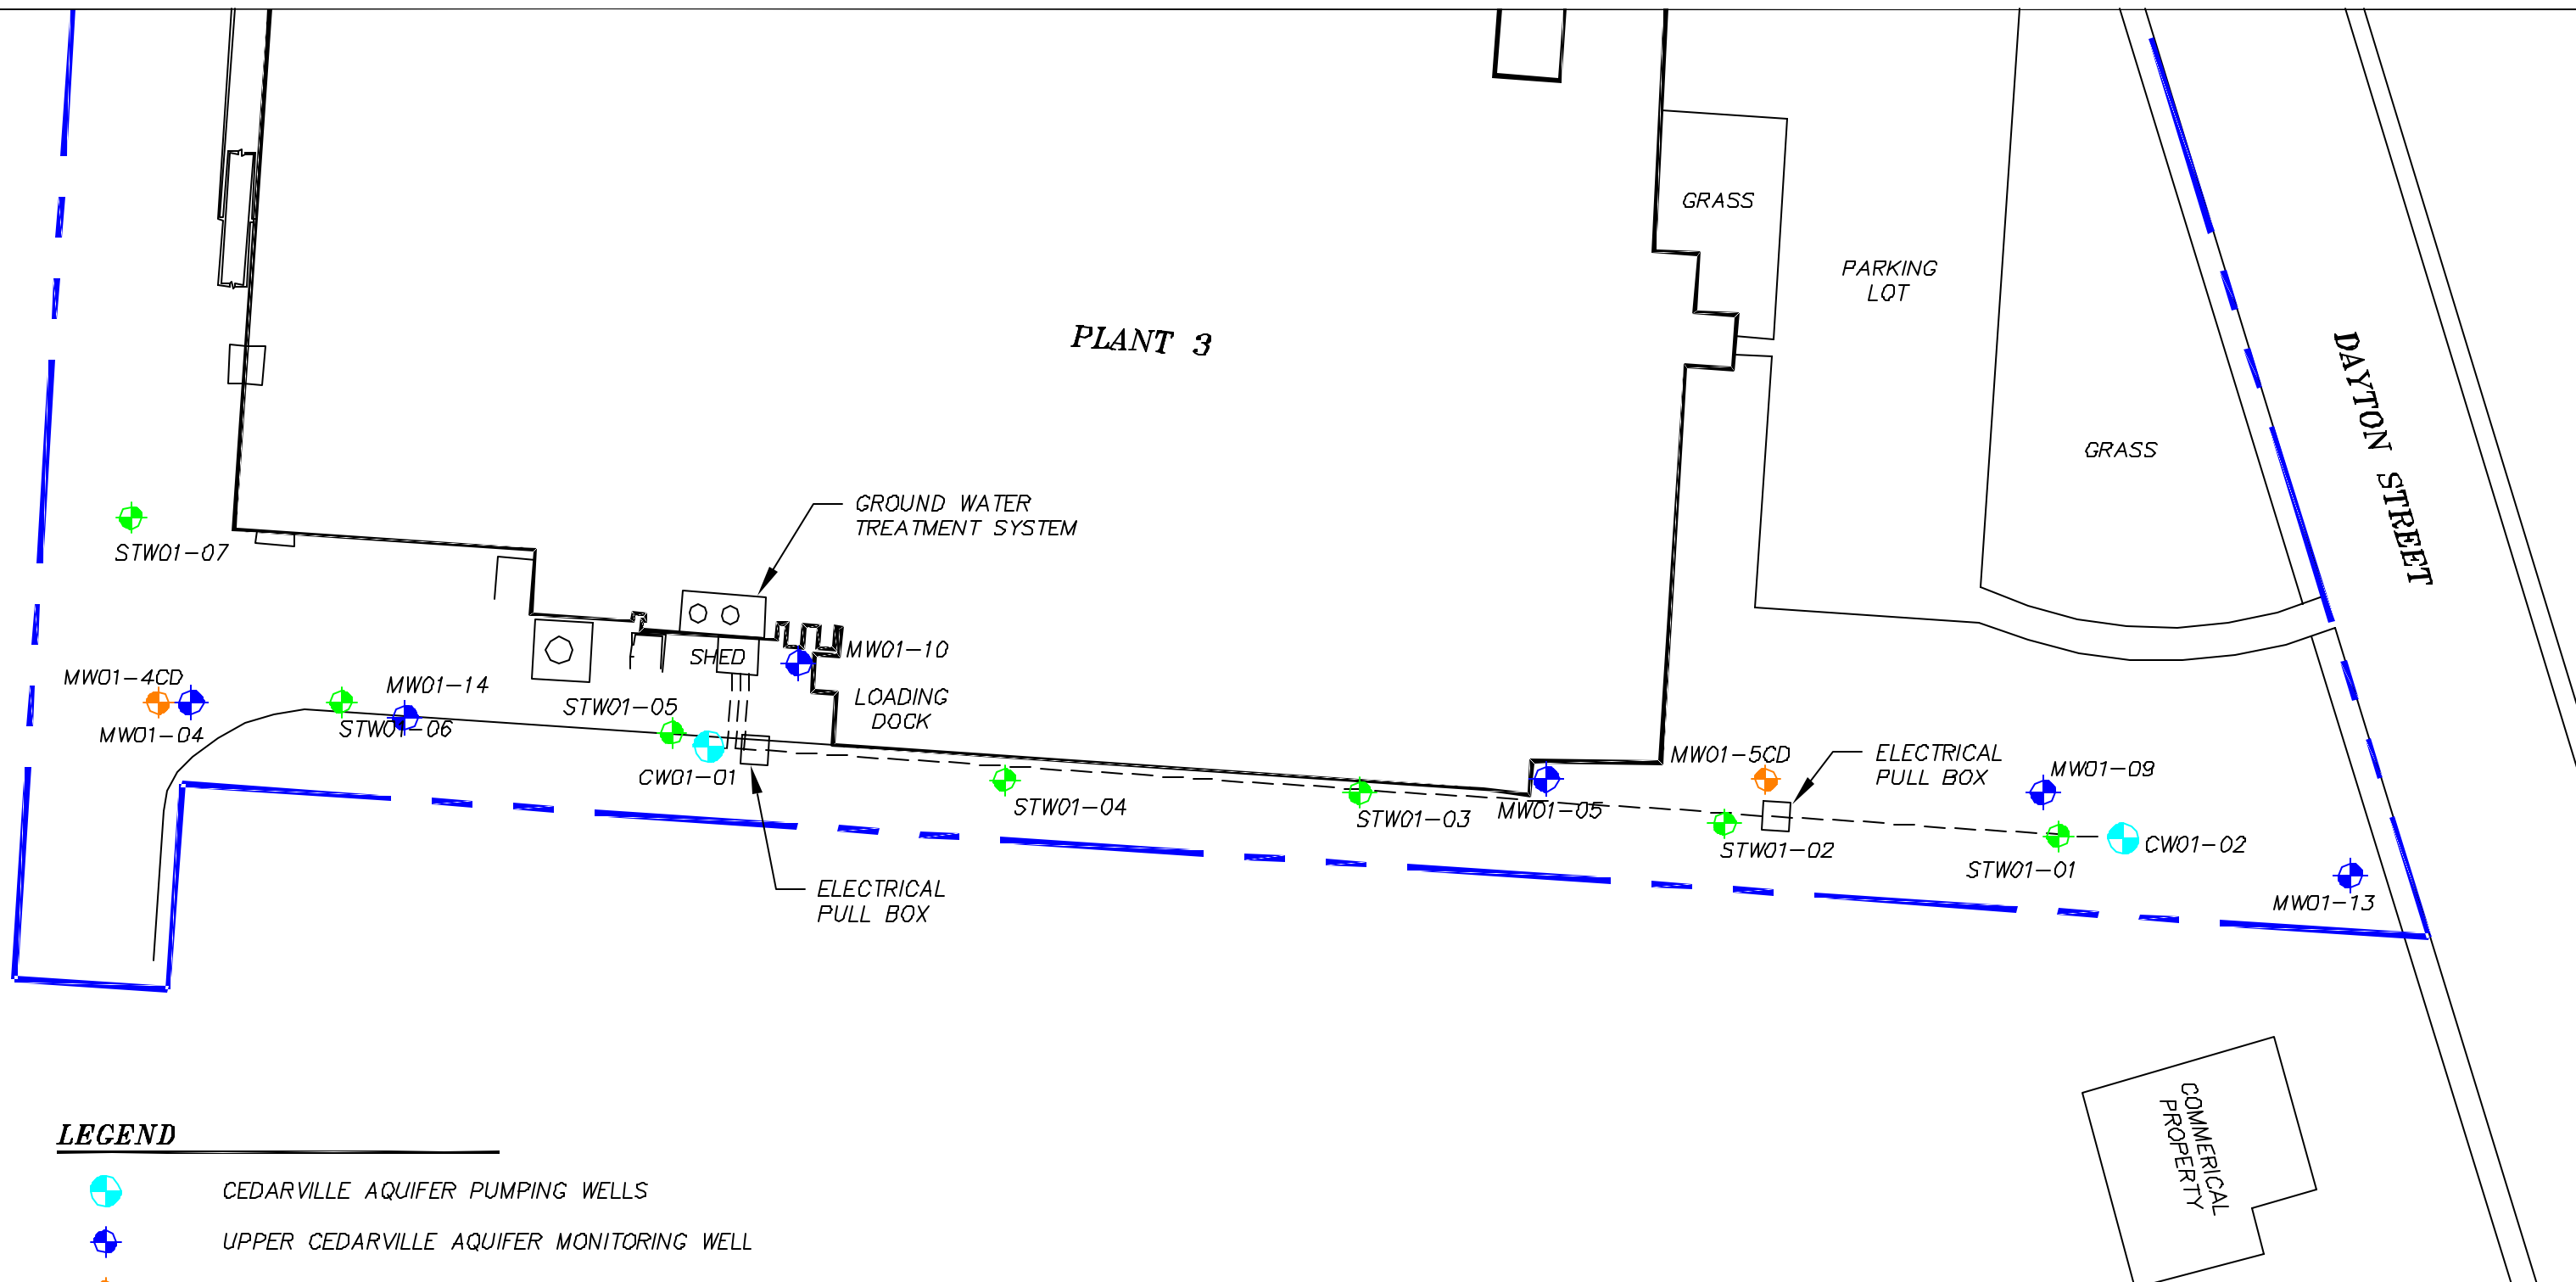 GRASS
PARKING
LOT
PLANT 3
DAYTON STREET
GRASS
GROUND WATER
TREATMENT SYSTEM
STW01-07
MW01-10
SHED
MW01-4CD
MW01-14
LOADING
DOCK
STW01-05
STW01-06
MW01-04
CW01-01
MW01-5CD
ELECTRICAL
PULL BOX
MW01-09
STW01-04
STW01-03
MW01-05
STW01-02
STW01-01
CW01-02
MW01-13
ELECTRICAL
PULL BOX
COMMERICAL
PROPERTY
LEGEND
CEDARVILLE AQUIFER PUMPING WELLS
UPPER CEDARVILLE AQUIFER MONITORING WELL